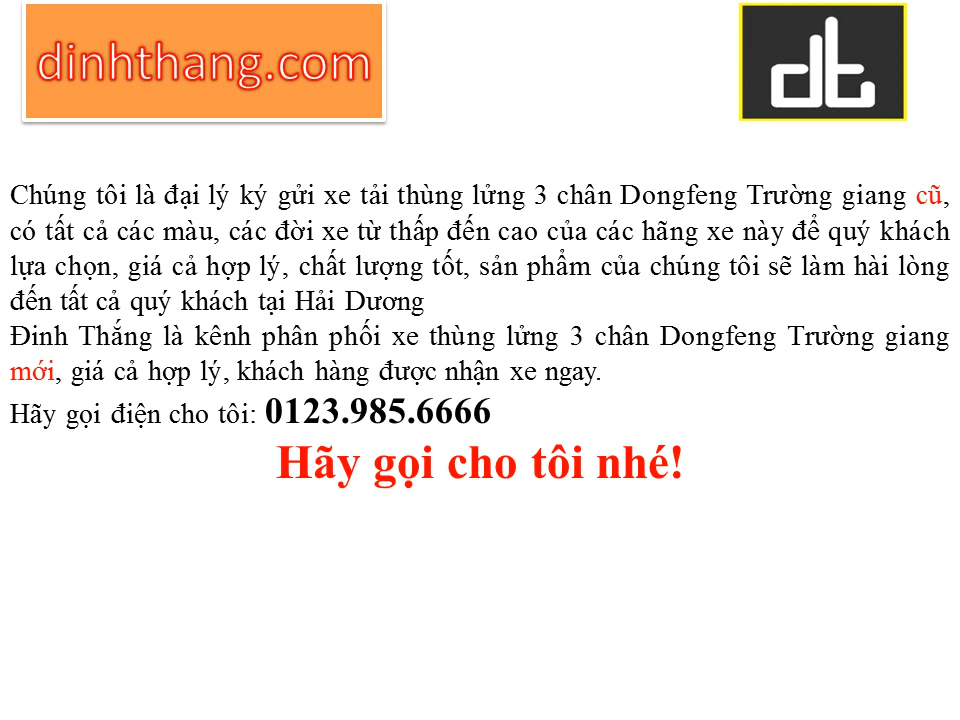 dinhthang.com
dt
Chúng tôi là đại lý ký gửi xe tải thùng lửng 3 chân Dongfeng Trường giang cũ,
có tất cả các màu, các đời xe từ thấp đến cao của các hãng xe này để quý khách
lựa chọn, giá cả hợp lý, chất lượng tốt, sản phẩm của chúng tôi sẽ làm hài lòng
đến tất cả quý khách tại Hải Dương
Đinh Thắng là kênh phân phối xe thùng lửng 3 chân Dongfeng Trường giang
mới, giá cả hợp lý, khách hàng được nhận xe ngay.
Hãy gọi điện cho tôi: 0123.985.6666
Hãy gọi cho tôi nhé!